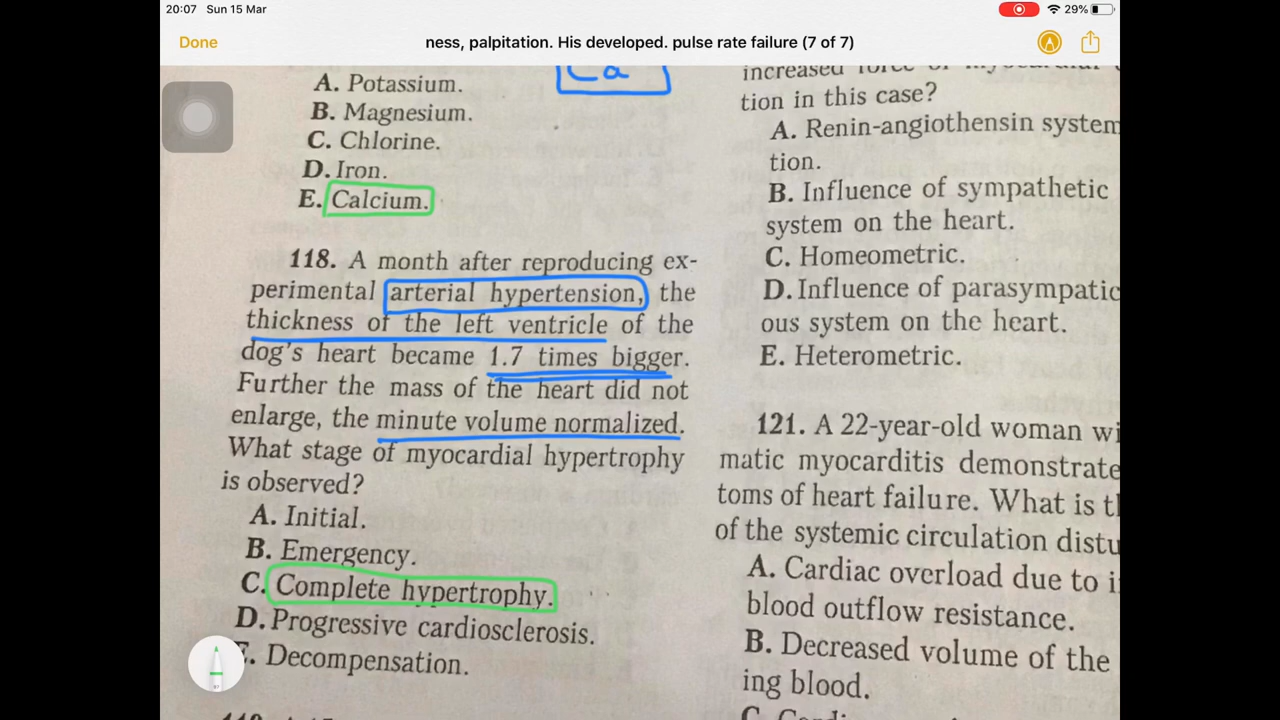 20:07 Sun 15 Mar
29%
Done
ness, palpitation. His developed. pulse rate failure (7 of 7)
Ca
A. Potassium.
B. Magnesium.
C. Chlorine.
D. Iron.
E. Calcium.
118. A month after reproducing ex-
perimental arterial hypertension, the
thickness of the left ventricle of the
dog's heart became 1.7 times bigger.
Further the mass of the heart did not
enlarge, the minute volume normalized.
What stage of myocardial hypertrophy
is observed?
A. Initial.
B. Emergency.
C. Complete hypertrophy.
D. Progressive cardiosclerosis.
E. Decompensation.
increased force of
tion in this case?
A. Renin-angiothensin system
tion.
B. Influence of sympathetic
system on the heart.
C. Homeometric.
D. Influence of parasympatic
ous system on the heart.
E. Heterometric.
121. A 22-year-old woman wi
matic myocarditis demonstrate
toms of heart failure. What is t
of the systemic circulation distu
A. Cardiac overload due to i
blood outflow resistance.
B. Decreased volume of the
ing blood.